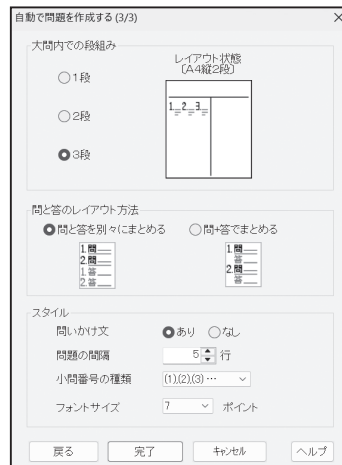 自動で問題を作成する(3/3)
大問内での段組み
○1段
○2段
●3段
レイアウト状態
(A4縦2段)
1. 2. 3.
問と答のレイアウト方法
●問と答を別々にまとめる ○問+答でまとめる
1.問
2.問
1.答
2.答
1.問
答
2.問
答
スタイル
問いかけ文 ●あり ○なし
問題の間隔 5 行
小問番号の種類 (1),(2),(3)…
フォントサイズ 7 ポイント
戻る 完了 キャンセル ヘルプ